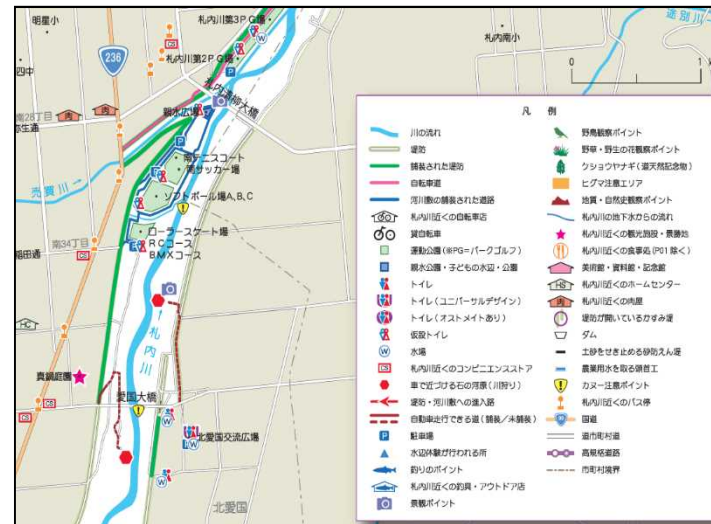 明星小
札内川第3PG場
札内南小
途別川
236
四中
札内川第2PG場
0
1
札内清柳大橋
南28丁目
弥生通
親水広場
南テニスコート
南サッカー場
売買川
ソフトボール場A,B,C
ローラースケート場
RCコース
BMXコース
南34丁目
稲田通
札内川
HC
真鍋庭園
愛国大橋
北愛国交流広場
北愛国
凡 例
川の流れ
堤防
舗装された堤防
自転車道
河川敷の舗装された道路
札内川近くの自転車店
貸自転車
運動公園(※PG=パークゴルフ)
親水公園・子どもの水辺・公園
トイレ
トイレ(ユニバーサルデザイン)
トイレ(オストメイトあり)
仮設トイレ
水場
札内川近くのコンビニエンスストア
車で近づける石の河原(川狩り)
堤防・河川敷への進入路
自動車走行できる道(舗装/未舗装)
駐車場
水辺体験が行われる所
釣りのポイント
札内川近くの釣具・アウトドア店
景観ポイント
野鳥観察ポイント
野草・野生の花観察ポイント
ケショウヤナギ(道天然記念物)
ヒグマ注意エリア
地質・自然史観察ポイント
札内川の地下水からの流れ
札内川近くの観光施設・景勝地
札内川近くの食事処(P01除く)
美術館・資料館・記念館
札内川近くのホームセンター
札内川近くの肉屋
堤防が開いているかすみ堤
ダム
土砂をせき止める砂防えん堤
農業用水を取る頭首工
カヌー注意ポイント
札内川近くのバス停
国道
道市町村道
高規格道路
市町村境界